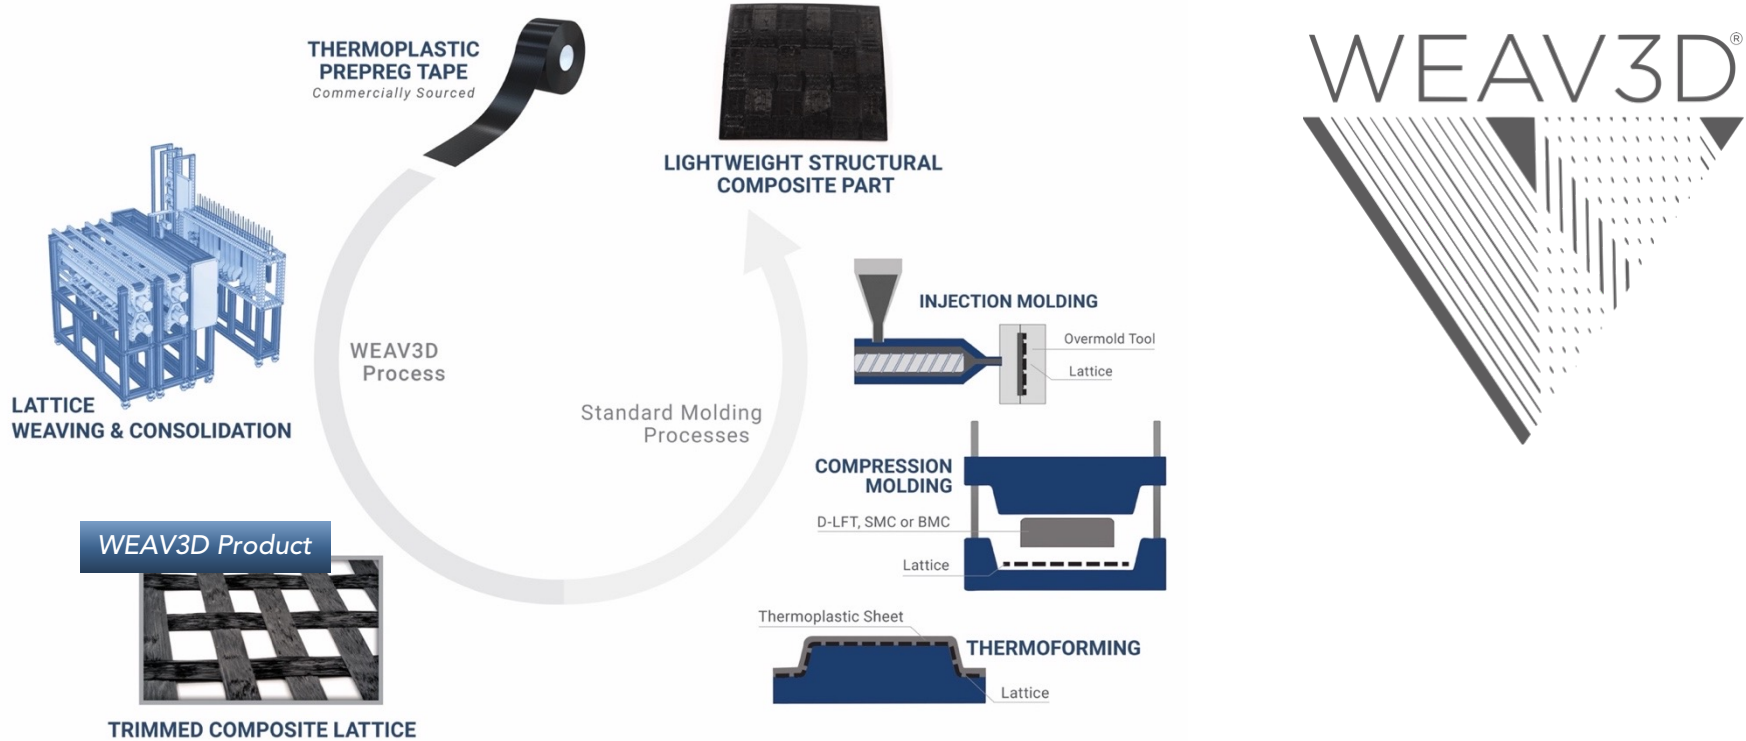 THERMOPLASTIC
PREPREG TAPE
Commercially Sourced
LATTICE
WEAVING & CONSOLIDATION
WEAV3D
Process
WEAV3D Product
TRIMMED COMPOSITE LATTICE
LIGHTWEIGHT STRUCTURAL
COMPOSITE PART
Standard Molding
Processes
INJECTION MOLDING
Overmold Tool
Lattice
COMPRESSION
MOLDING
D-LFT, SMC or BMC
Lattice
Thermoplastic Sheet
THERMOFORMING
Lattice
WEAV3D®